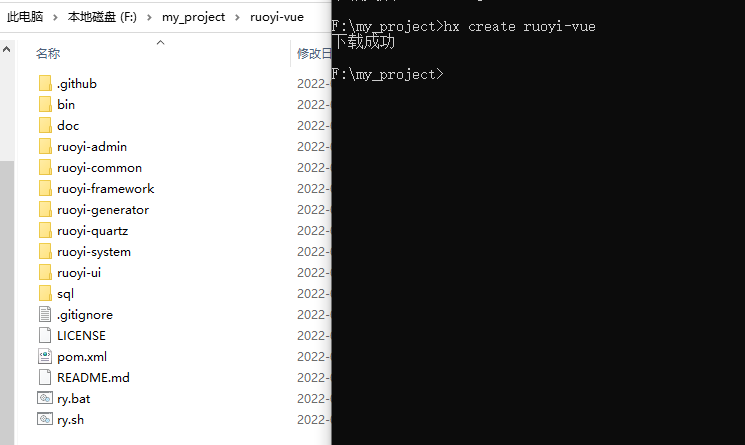 此电脑 > 本地磁盘 (F:) > my_project > ruoyi-vue
名称 修改日
.github 2022-
bin 2022-
doc 2022-
ruoyi-admin 2022-
ruoyi-common 2022-
ruoyi-framework 2022-
ruoyi-generator 2022-
ruoyi-quartz 2022-
ruoyi-system 2022-
ruoyi-ui 2022-
sql 2022-
.gitignore 2022-
LICENSE 2022-
pom.xml 2022-
README.md 2022-
ry.bat 2022-
ry.sh 2022-
F:\my_project>hx create ruoyi-vue
下载成功
F:\my_project>